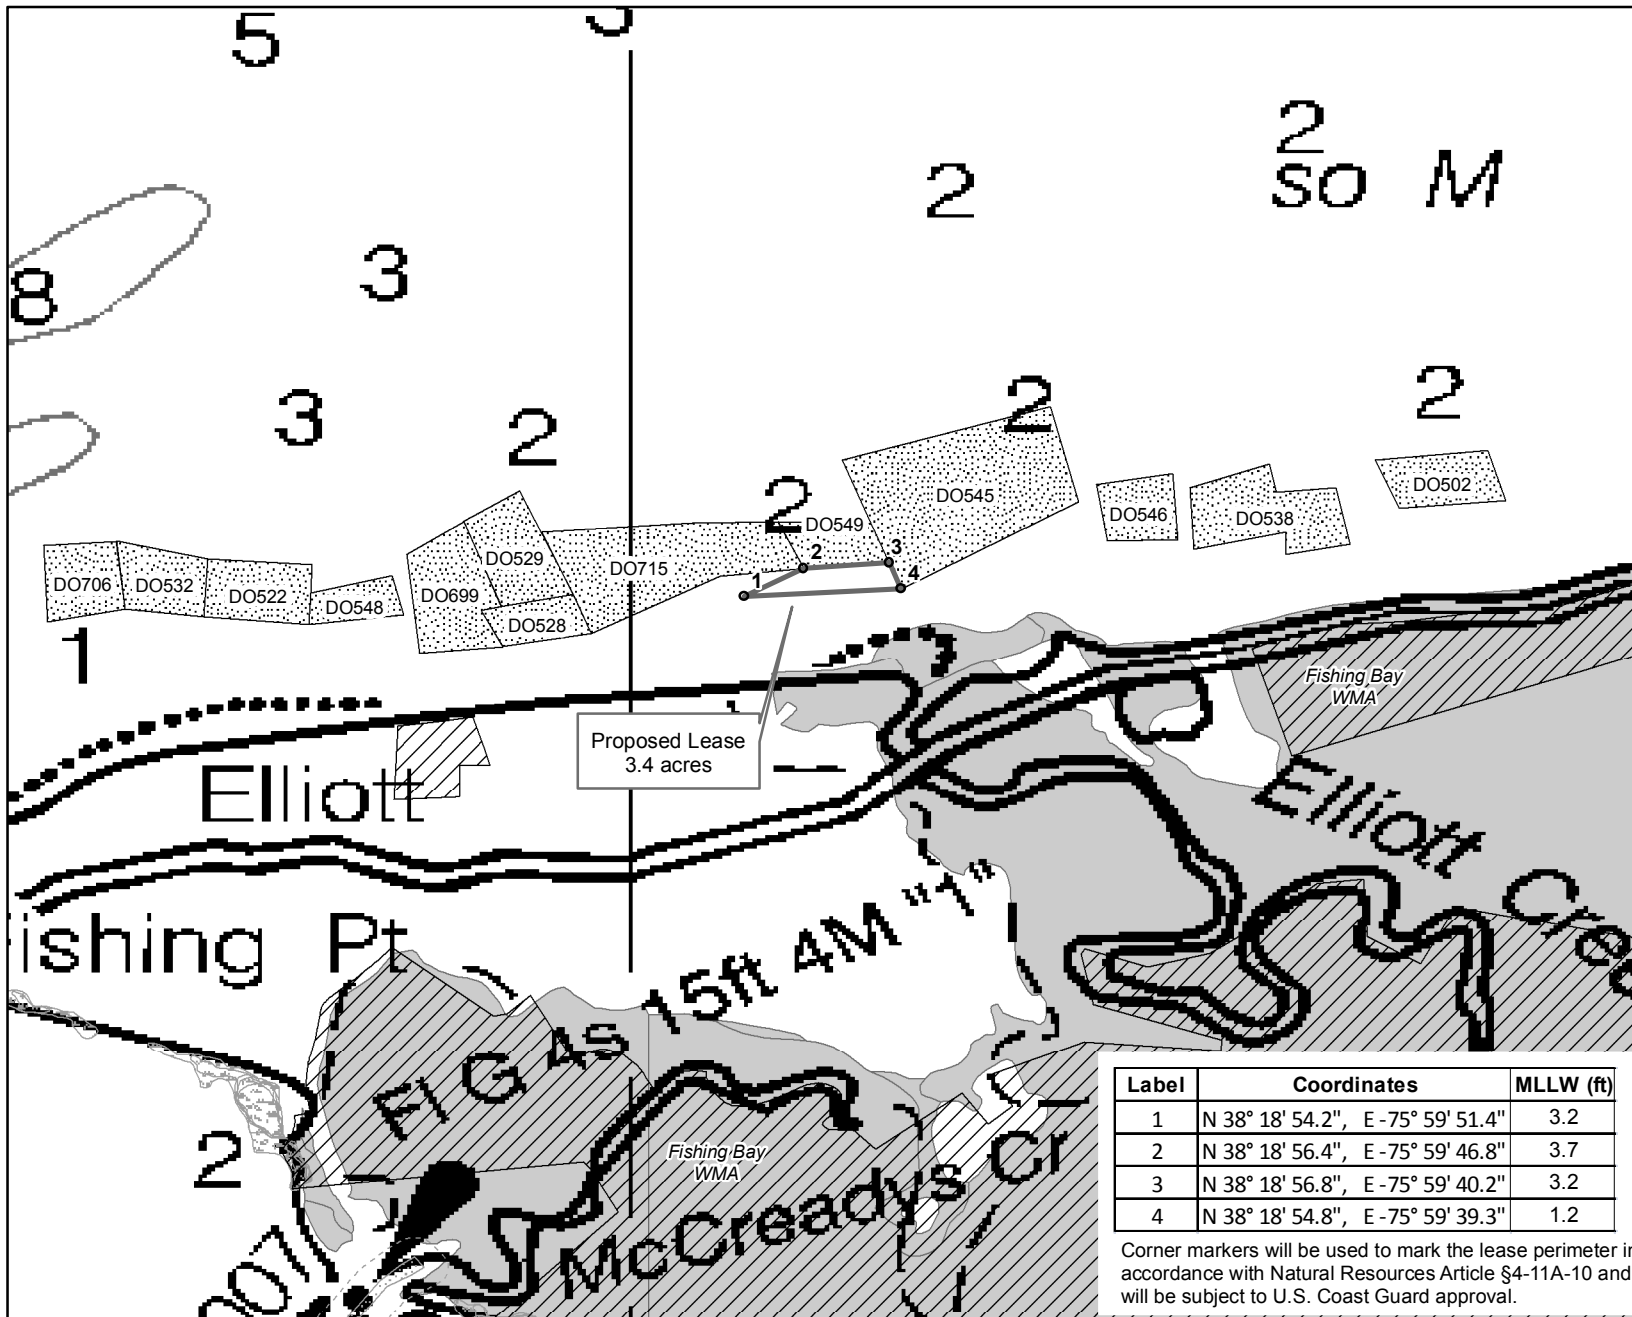 5
3
2
so M
2
3
8
3
2
2
2
2
DO545
DO502
DO546
DO538
DO549
DO529
DO715
2
3
1
4
DO706
DO532
DO522
DO548
DO699
DO528
1
Fishing Bay
WMA
Proposed Lease
3.4 acres
Elliott
Elliott
ishing Pt
Fl G 4s 15ft 4M "1"
2
Fishing Bay
WMA
McCreadys Cr
Label Coordinates MLLW (ft)
1 N 38° 18' 54.2", E -75° 59' 51.4" 3.2
2 N 38° 18' 56.4", E -75° 59' 46.8" 3.7
3 N 38° 18' 56.8", E -75° 59' 40.2" 3.2
4 N 38° 18' 54.8", E -75° 59' 39.3" 1.2
Corner markers will be used to mark the lease perimeter in
accordance with Natural Resources Article §4-11A-10 and
will be subject to U.S. Coast Guard approval.